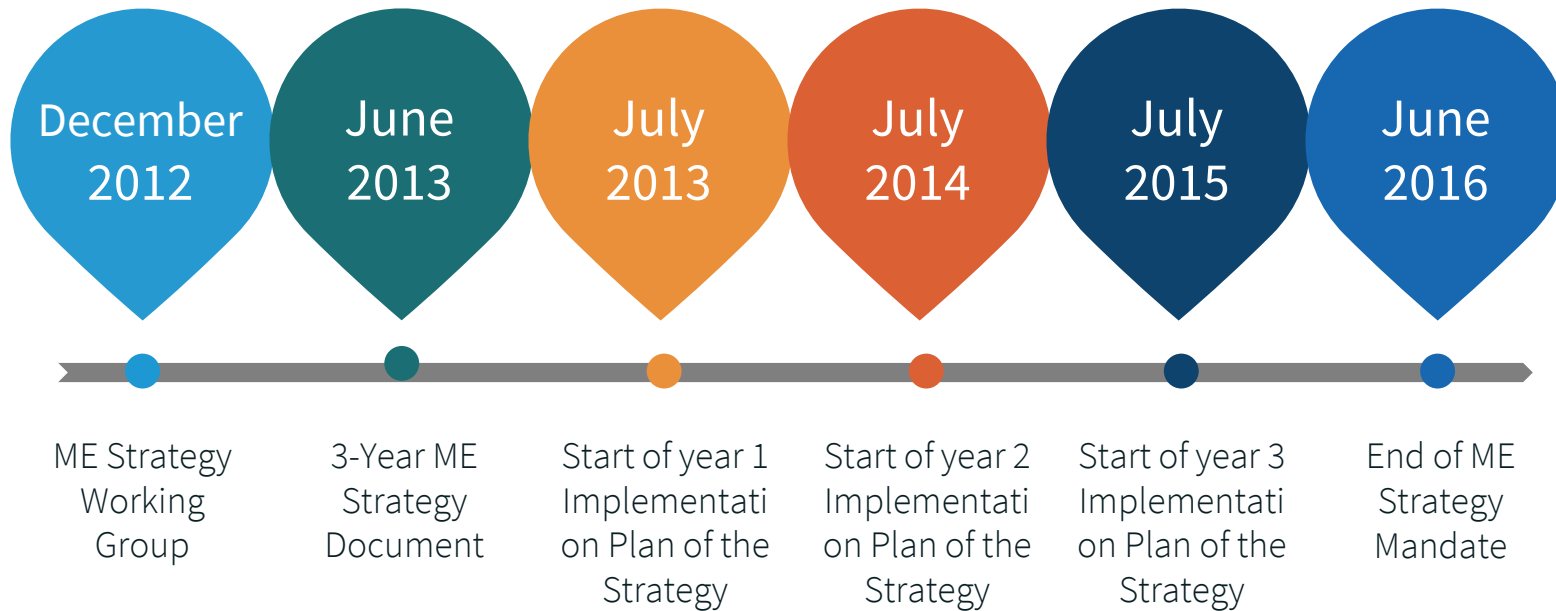 December
2012
June
2013
July
2013
July
2014
July
2015
June
2016
ME Strategy
Working
Group
3-Year ME
Strategy
Document
Start of year 1
Implementati
on Plan of the
Strategy
Start of year 2
Implementati
on Plan of the
Strategy
Start of year 3
Implementati
on Plan of the
Strategy
End of ME
Strategy
Mandate